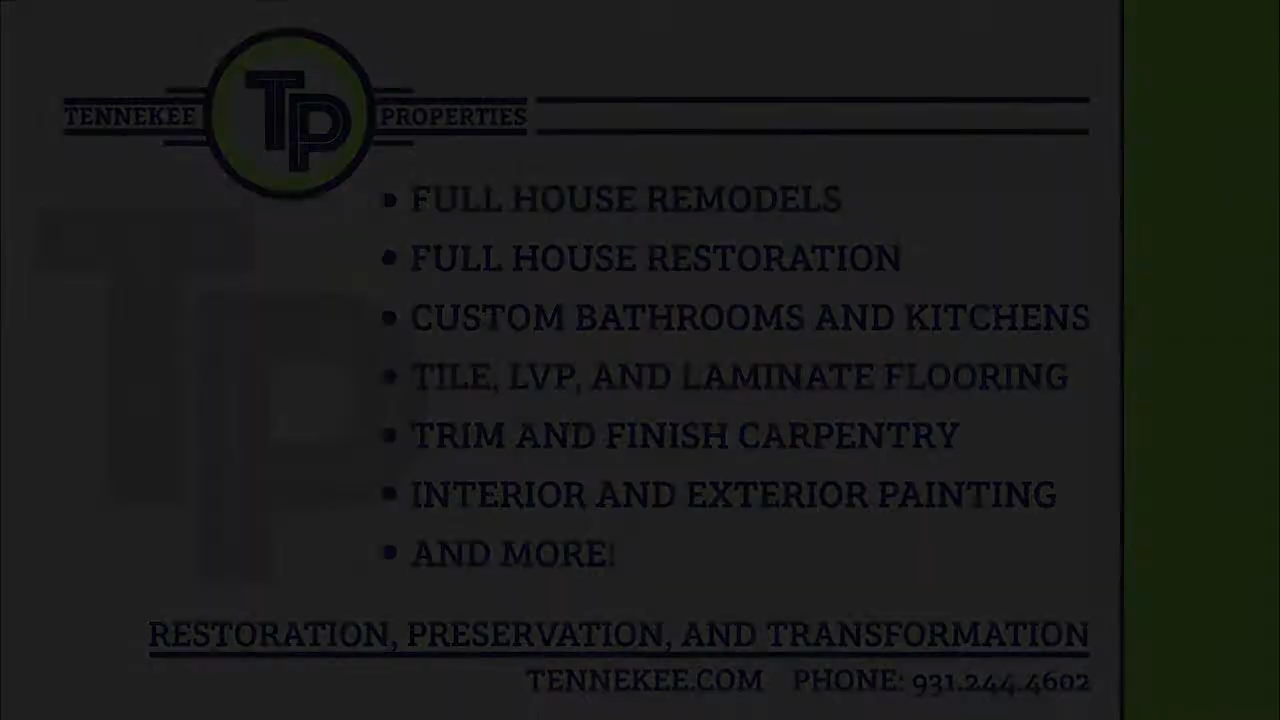 TENNEKEE TP PROPERTIES
• FULL HOUSE REMODELS
• FULL HOUSE RESTORATION
• CUSTOM BATHROOMS AND KITCHENS
• TILE, LVP, AND LAMINATE FLOORING
• TRIM AND FINISH CARPENTRY
• INTERIOR AND EXTERIOR PAINTING
• AND MORE!
RESTORATION, PRESERVATION, AND TRANSFORMATION
TENNEKEE.COM PHONE: 931.244.4602